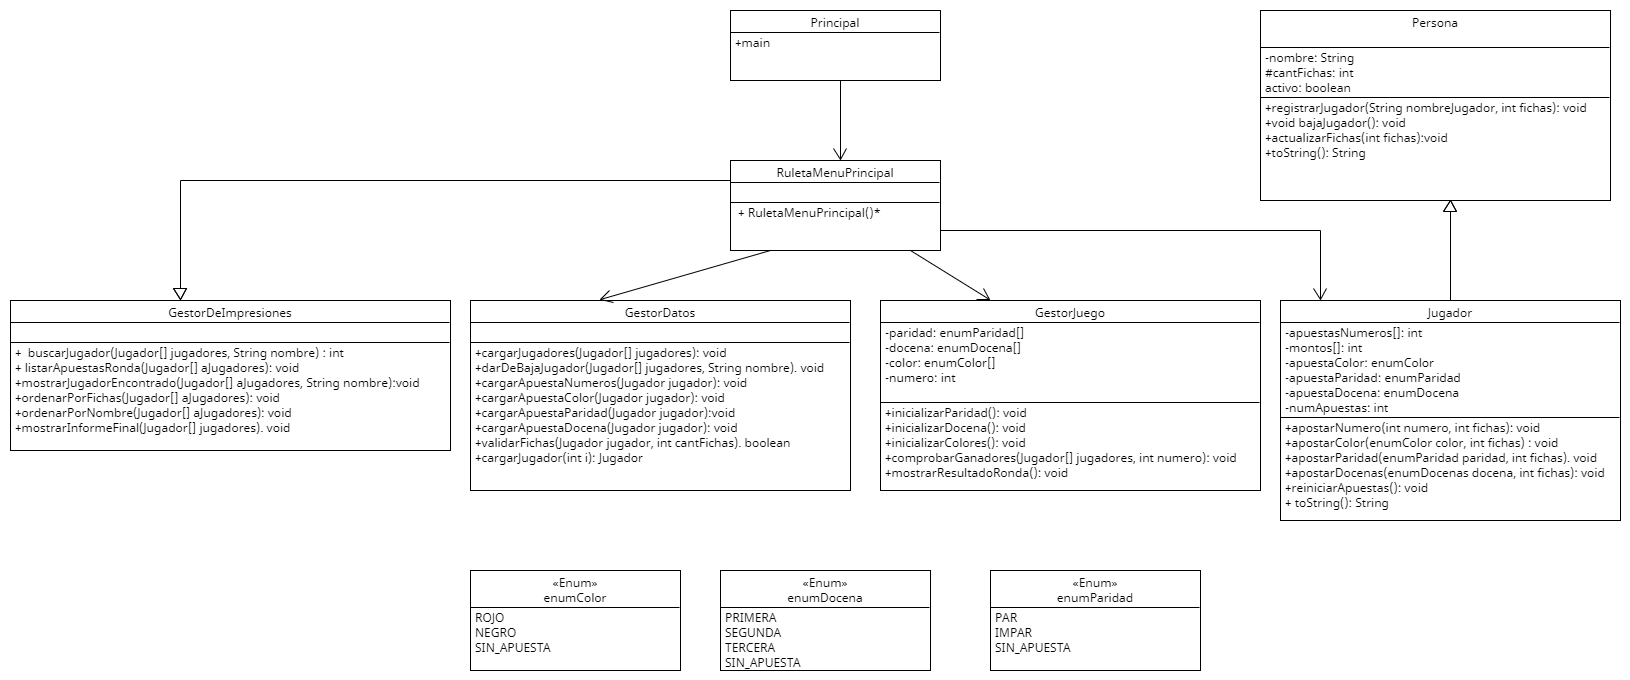 Principal
+main
Persona
-nombre: String
#cantFichas: int
activo: boolean
+registrarJugador(String nombreJugador, int fichas): void
+void bajaJugador(): void
+actualizarFichas(int fichas):void
+toString(): String
RuletaMenuPrincipal
+ RuletaMenuPrincipal()*
GestorDeImpresiones
+  buscarJugador(Jugador[] jugadores, String nombre) : int
+ listarApuestasRonda(Jugador[] aJugadores): void
+mostrarJugadorEncontrado(Jugador[] aJugadores, String nombre):void
+ordenarPorFichas(Jugador[] aJugadores): void
+ordenarPorNombre(Jugador[] aJugadores): void
+mostrarInformeFinal(Jugador[] jugadores). void
GestorDatos
+cargarJugadores(Jugador[] jugadores): void
+darDeBajaJugador(Jugador[] jugadores, String nombre). void
+cargarApuestaNumeros(Jugador jugador): void
+cargarApuestaColor(Jugador jugador): void
+cargarApuestaParidad(Jugador jugador):void
+cargarApuestaDocena(Jugador jugador): void
+validarFichas(Jugador jugador, int cantFichas). boolean
+cargarJugador(int i): Jugador
GestorJuego
-paridad: enumParidad[]
-docena: enumDocena[]
-color: enumColor[]
-numero: int
+inicializarParidad(): void
+inicializarDocena(): void
+inicializarColores(): void
+comprobarGanadores(Jugador[] jugadores, int numero): void
+mostrarResultadoRonda(): void
Jugador
-apuestasNumeros[]: int
-montos[]: int
-apuestaColor: enumColor
-apuestaParidad: enumParidad
-apuestaDocena: enumDocena
-numApuestas: int
+apostarNumero(int numero, int fichas): void
+apostarColor(enumColor color, int fichas) : void
+apostarParidad(enumParidad paridad, int fichas). void
+apostarDocenas(enumDocenas docena, int fichas): void
+reiniciarApuestas(): void
+ toString(): String
«Enum»
enumColor
ROJO
NEGRO
SIN_APUESTA
«Enum»
enumDocena
PRIMERA
SEGUNDA
TERCERA
SIN_APUESTA
«Enum»
enumParidad
PAR
IMPAR
SIN_APUESTA